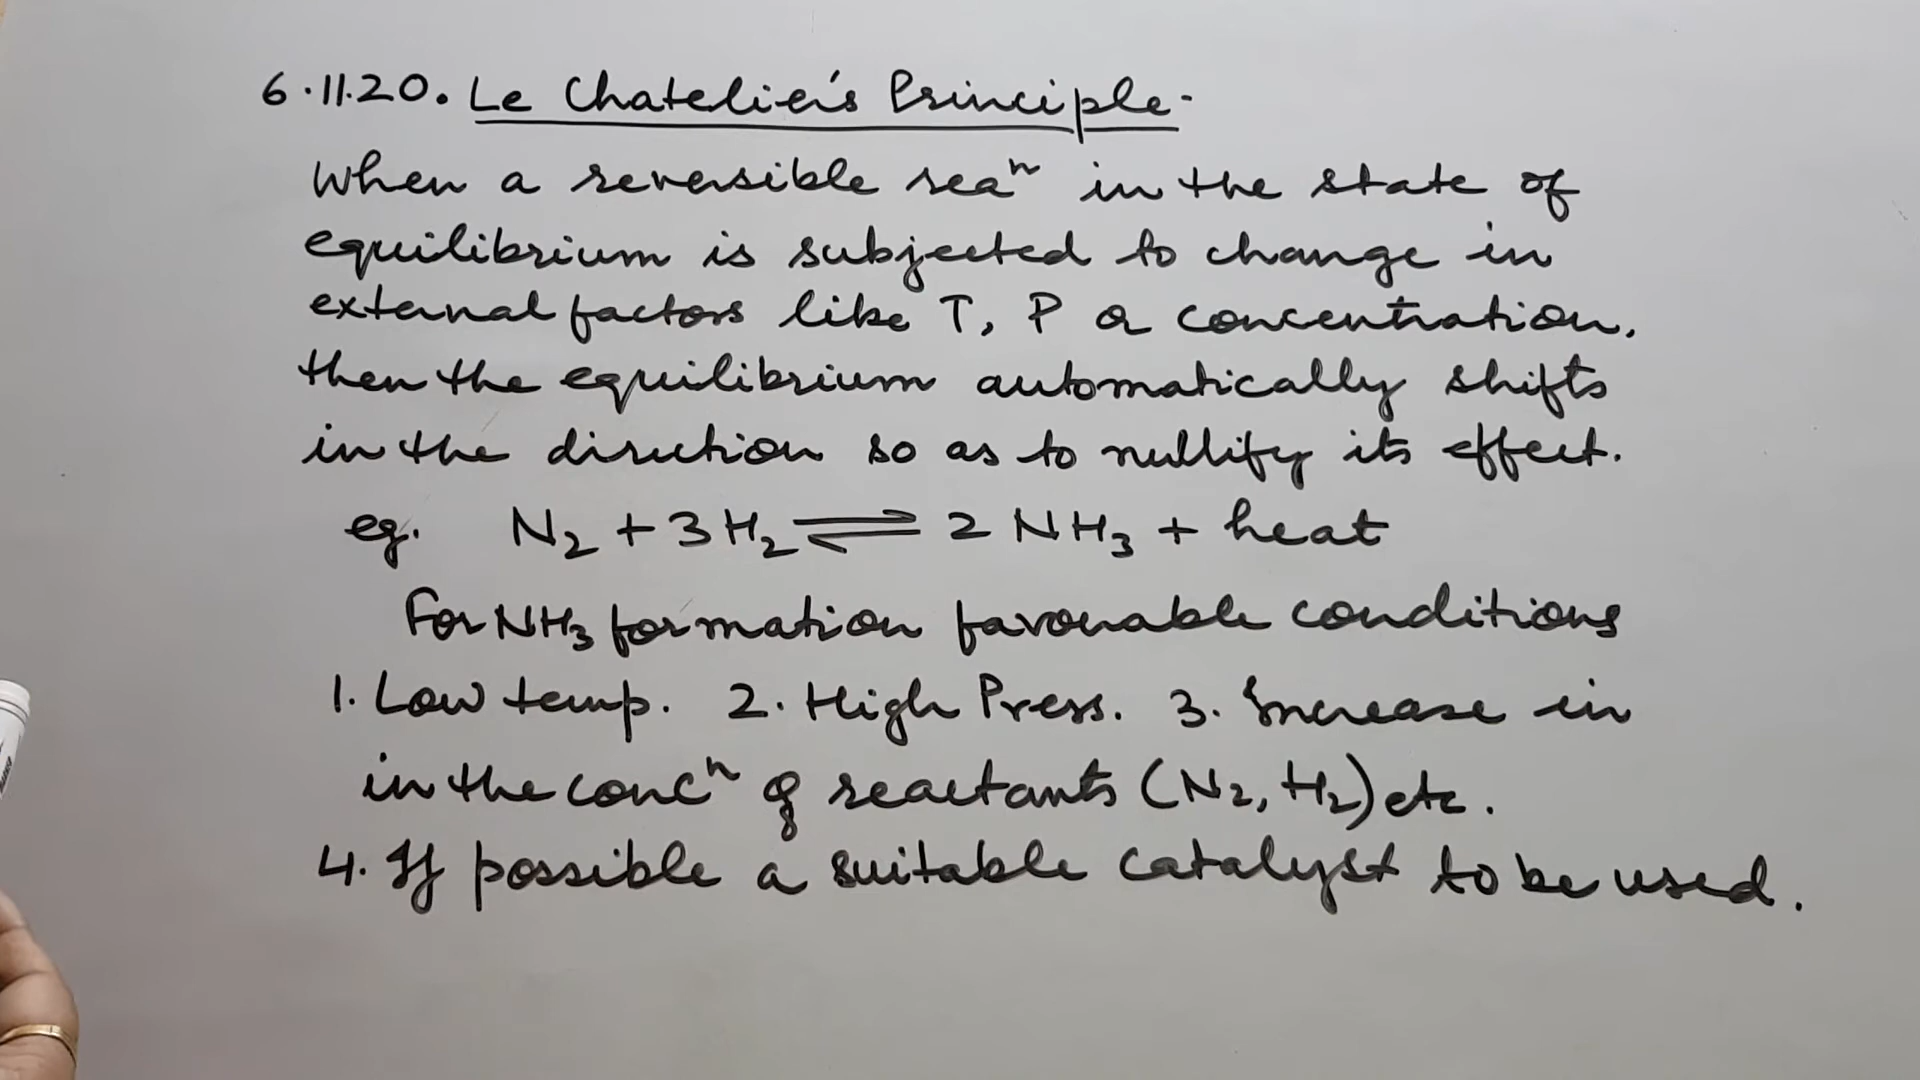 6.11.20. Le Chatelier's Principle.
When a reversible reaⁿ in the state of
equilibrium is subjected to change in
external factors like T, P or concentration,
then the equilibrium automatically shifts
in the direction so as to nullify its effect.
eg. N₂ + 3H₂ ⇌ 2 NH₃ + heat
For NH₃ formation favourable conditions
1. Low temp. 2. High Press. 3. Increase in
in the concⁿ of reactants (N₂, H₂) etc.
4. If possible a suitable catalyst to be used.